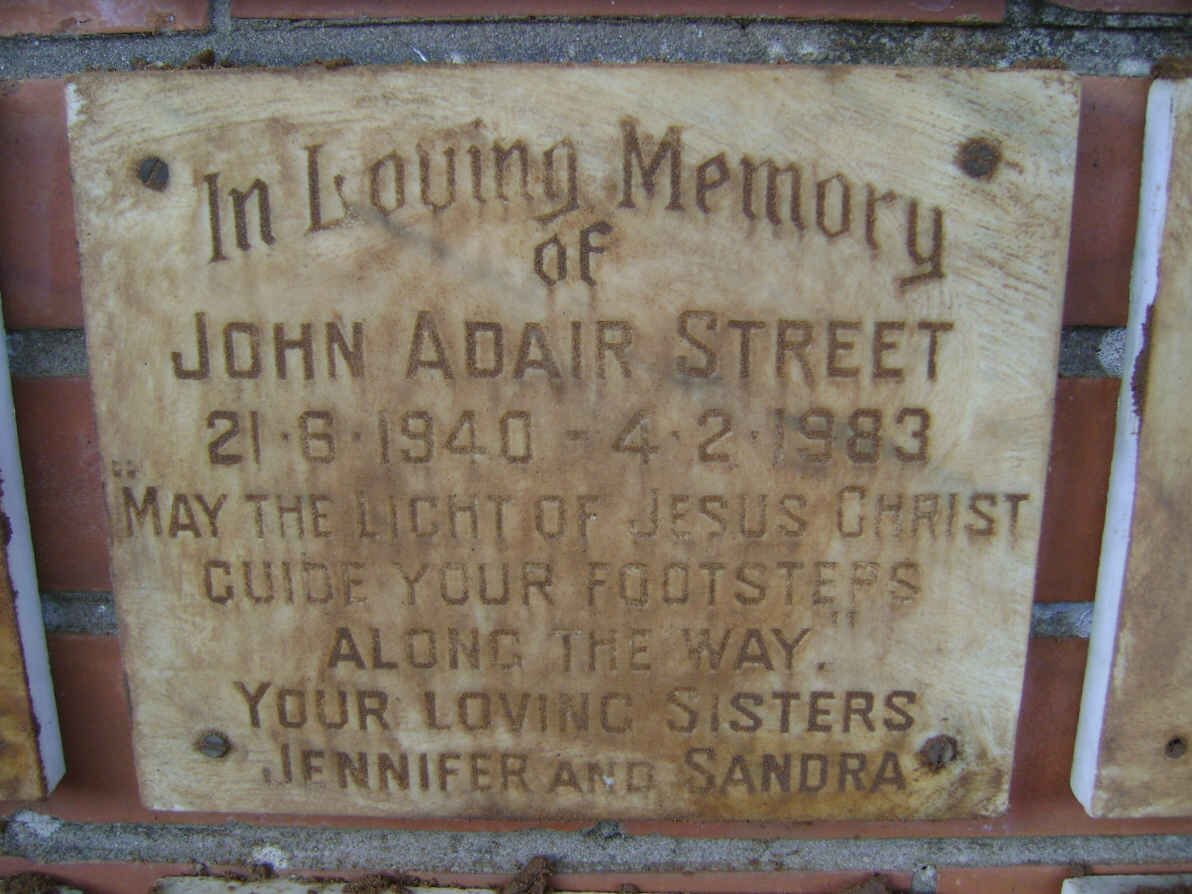 In Loving Memory
of
JOHN ADAIR STREET
21·6·1940 - 4·2·1983
"MAY THE LIGHT OF JESUS CHRIST
GUIDE YOUR FOOTSTEPS
ALONG THE WAY."
YOUR LOVING SISTERS
JENNIFER AND SANDRA